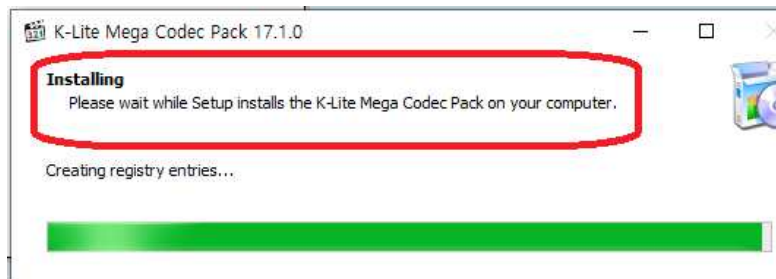 K-Lite Mega Codec Pack 17.1.0
Installing
Please wait while Setup installs the K-Lite Mega Codec Pack on your computer.
Creating registry entries...